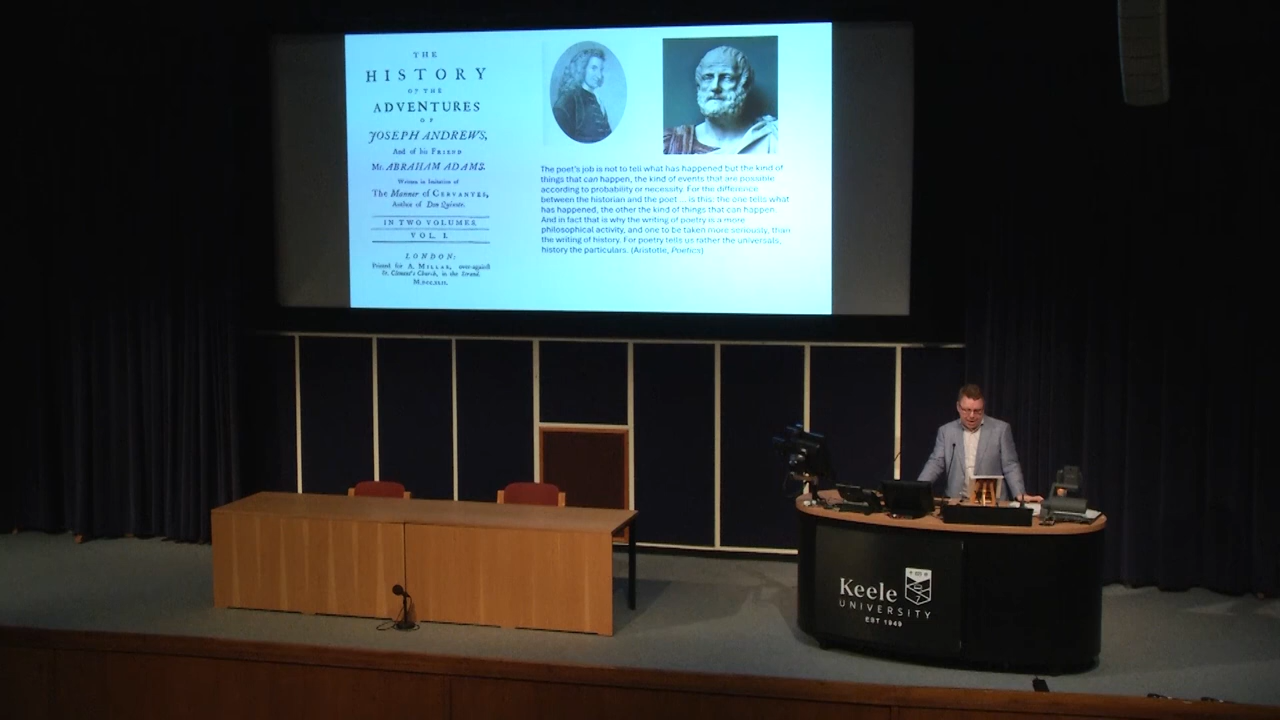 THE
HISTORY
OF THE
ADVENTURES
OF
JOSEPH ANDREWS,
And of his FRIEND
Mr. ABRAHAM ADAMS.
Written in Imitation of
The Manner of CERVANTES,
Author of Don Quixote.
IN TWO VOLUMES.
VOL. I.
LONDON:
Printed for A. MILLAR, over-against
St. Clement's Church, in the Strand.
M.DCC.XLII.
The poet's job is not to tell what has happened but the kind of
things that can happen, the kind of events that are possible
according to probability or necessity. For the difference
between the historian and the poet ... is this: the one tells what
has happened, the other the kind of things that can happen.
And in fact that is why the writing of poetry is a more
philosophical activity, and one to be taken more seriously, than
the writing of history. For poetry tells us rather the universals,
history the particulars. (Aristotle, Poetics)
Keele
UNIVERSITY
EST 1949